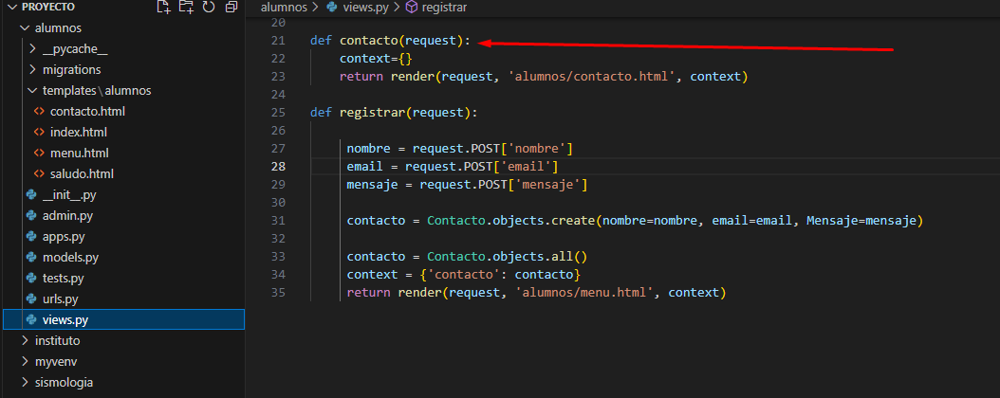 PROYECTO
alumnos
__pycache__
migrations
templates\alumnos
contacto.html
index.html
menu.html
saludo.html
__init__.py
admin.py
apps.py
models.py
tests.py
urls.py
views.py
instituto
myvenv
sismologia
alumnos > views.py > registrar
20
21 def contacto(request):
22 context={}
23 return render(request, 'alumnos/contacto.html', context)
24
25 def registrar(request):
26
27 nombre = request.POST['nombre']
28 email = request.POST['email']
29 mensaje = request.POST['mensaje']
30
31 contacto = Contacto.objects.create(nombre=nombre, email=email, Mensaje=mensaje)
32
33 contacto = Contacto.objects.all()
34 context = {'contacto': contacto}
35 return render(request, 'alumnos/menu.html', context)